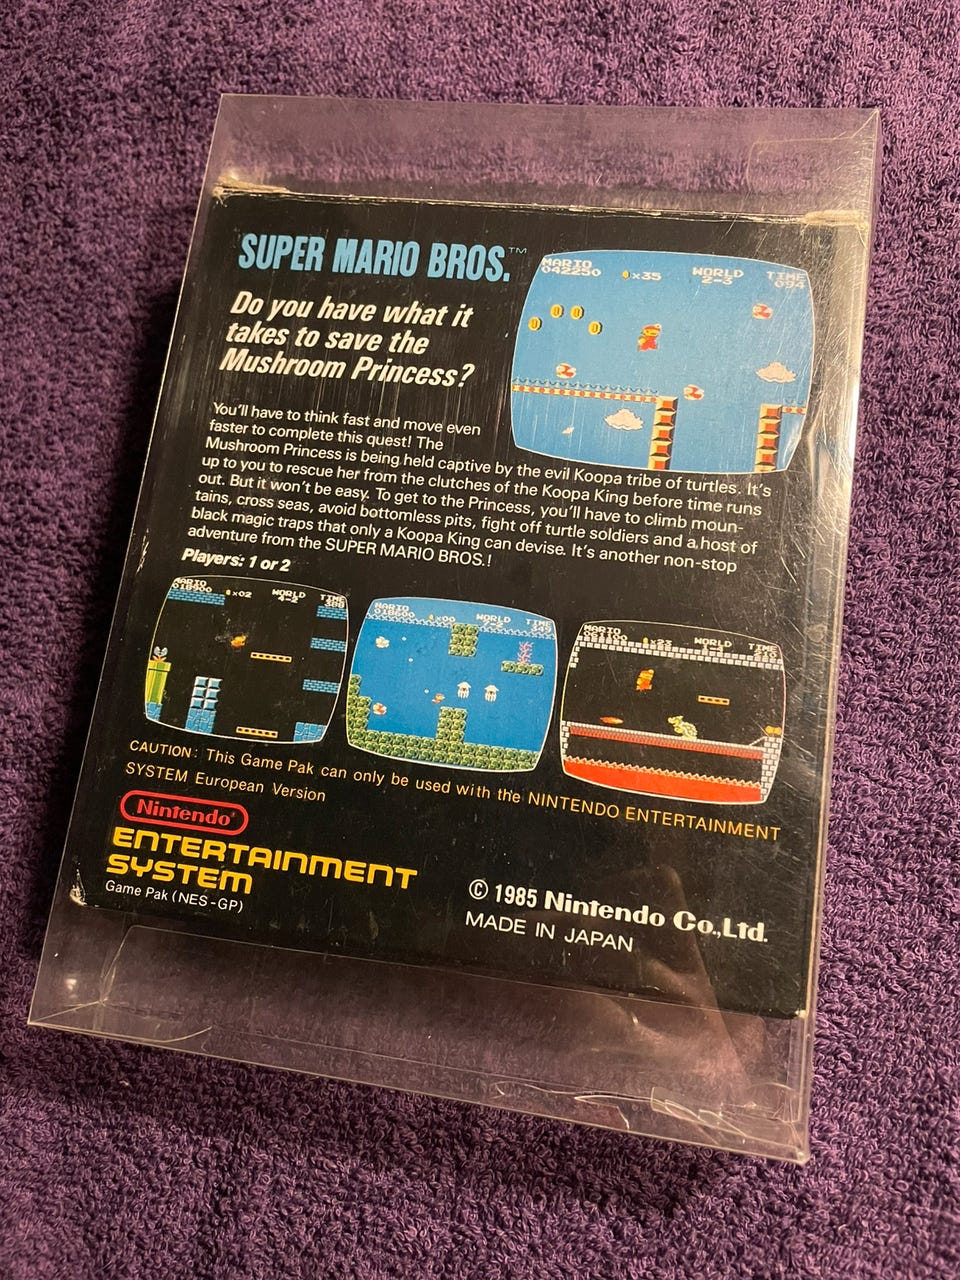 SUPER MARIO BROS.™
Do you have what it
takes to save the
Mushroom Princess?
MARIO
042250 ×35 WORLD
2-3 TIME
094
You'll have to think fast and move even
faster to complete this quest! The
Mushroom Princess is being held captive by the evil Koopa tribe of turtles. It's
up to you to rescue her from the clutches of the Koopa King before time runs
out. But it won't be easy. To get to the Princess, you'll have to climb moun-
tains, cross seas, avoid bottomless pits, fight off turtle soldiers and a host of
black magic traps that only a Koopa King can devise. It's another non-stop
adventure from the SUPER MARIO BROS.!
Players: 1 or 2
MARIO
018900 ×02 WORLD
4-2 TIME
388
MARIO
018600 ×00 WORLD
TIME
MARIO
×23 WORLD
TIME
CAUTION: This Game Pak can only be used with the NINTENDO ENTERTAINMENT
SYSTEM European Version
Nintendo®
ENTERTAINMENT
SYSTEM
Game Pak (NES-GP)
© 1985 Nintendo Co.,Ltd.
MADE IN JAPAN